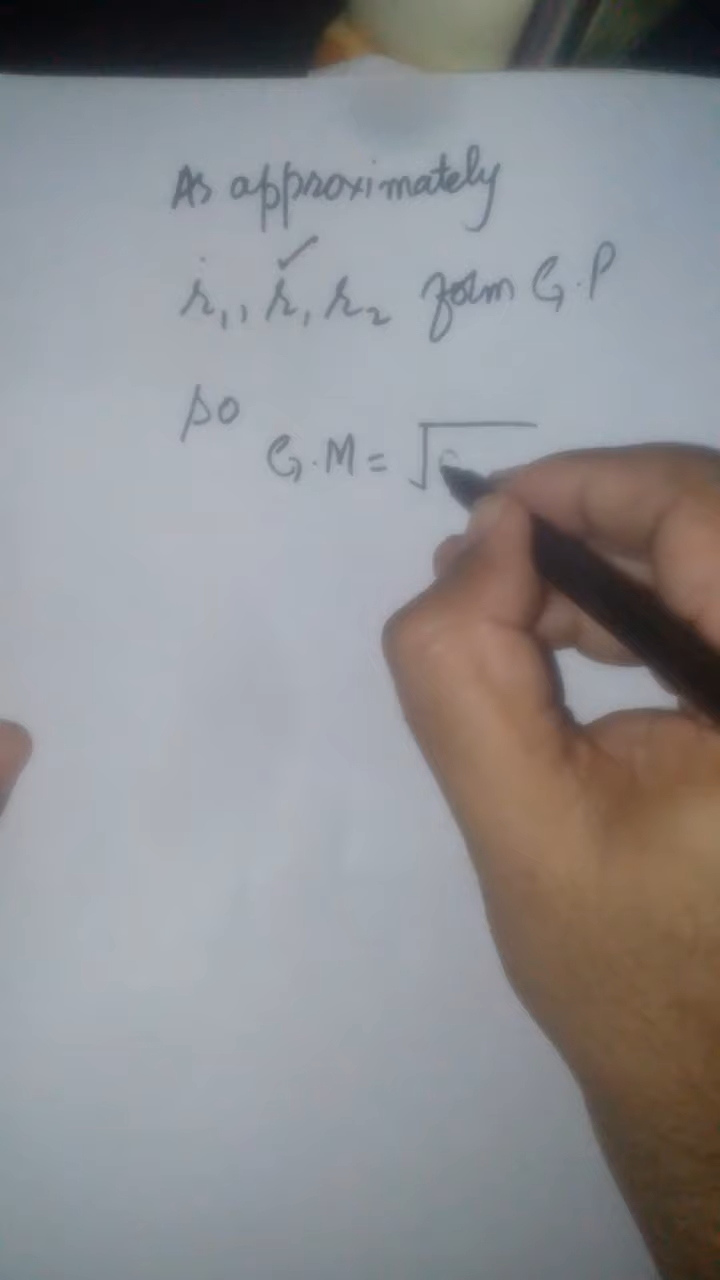 As approximately
r₁, r, r₂ form G.P
so
G.M = √